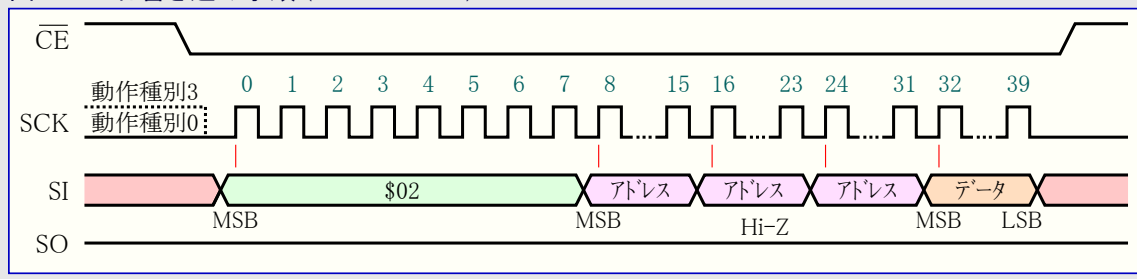 CE
0 1 2 3 4 5 6 7 8 15 16 23 24 31 32 39
動作種別3
SCK 動作種別0
SI $02 アドレス アドレス アドレス データ
MSB MSB Hi-Z MSB LSB
SO